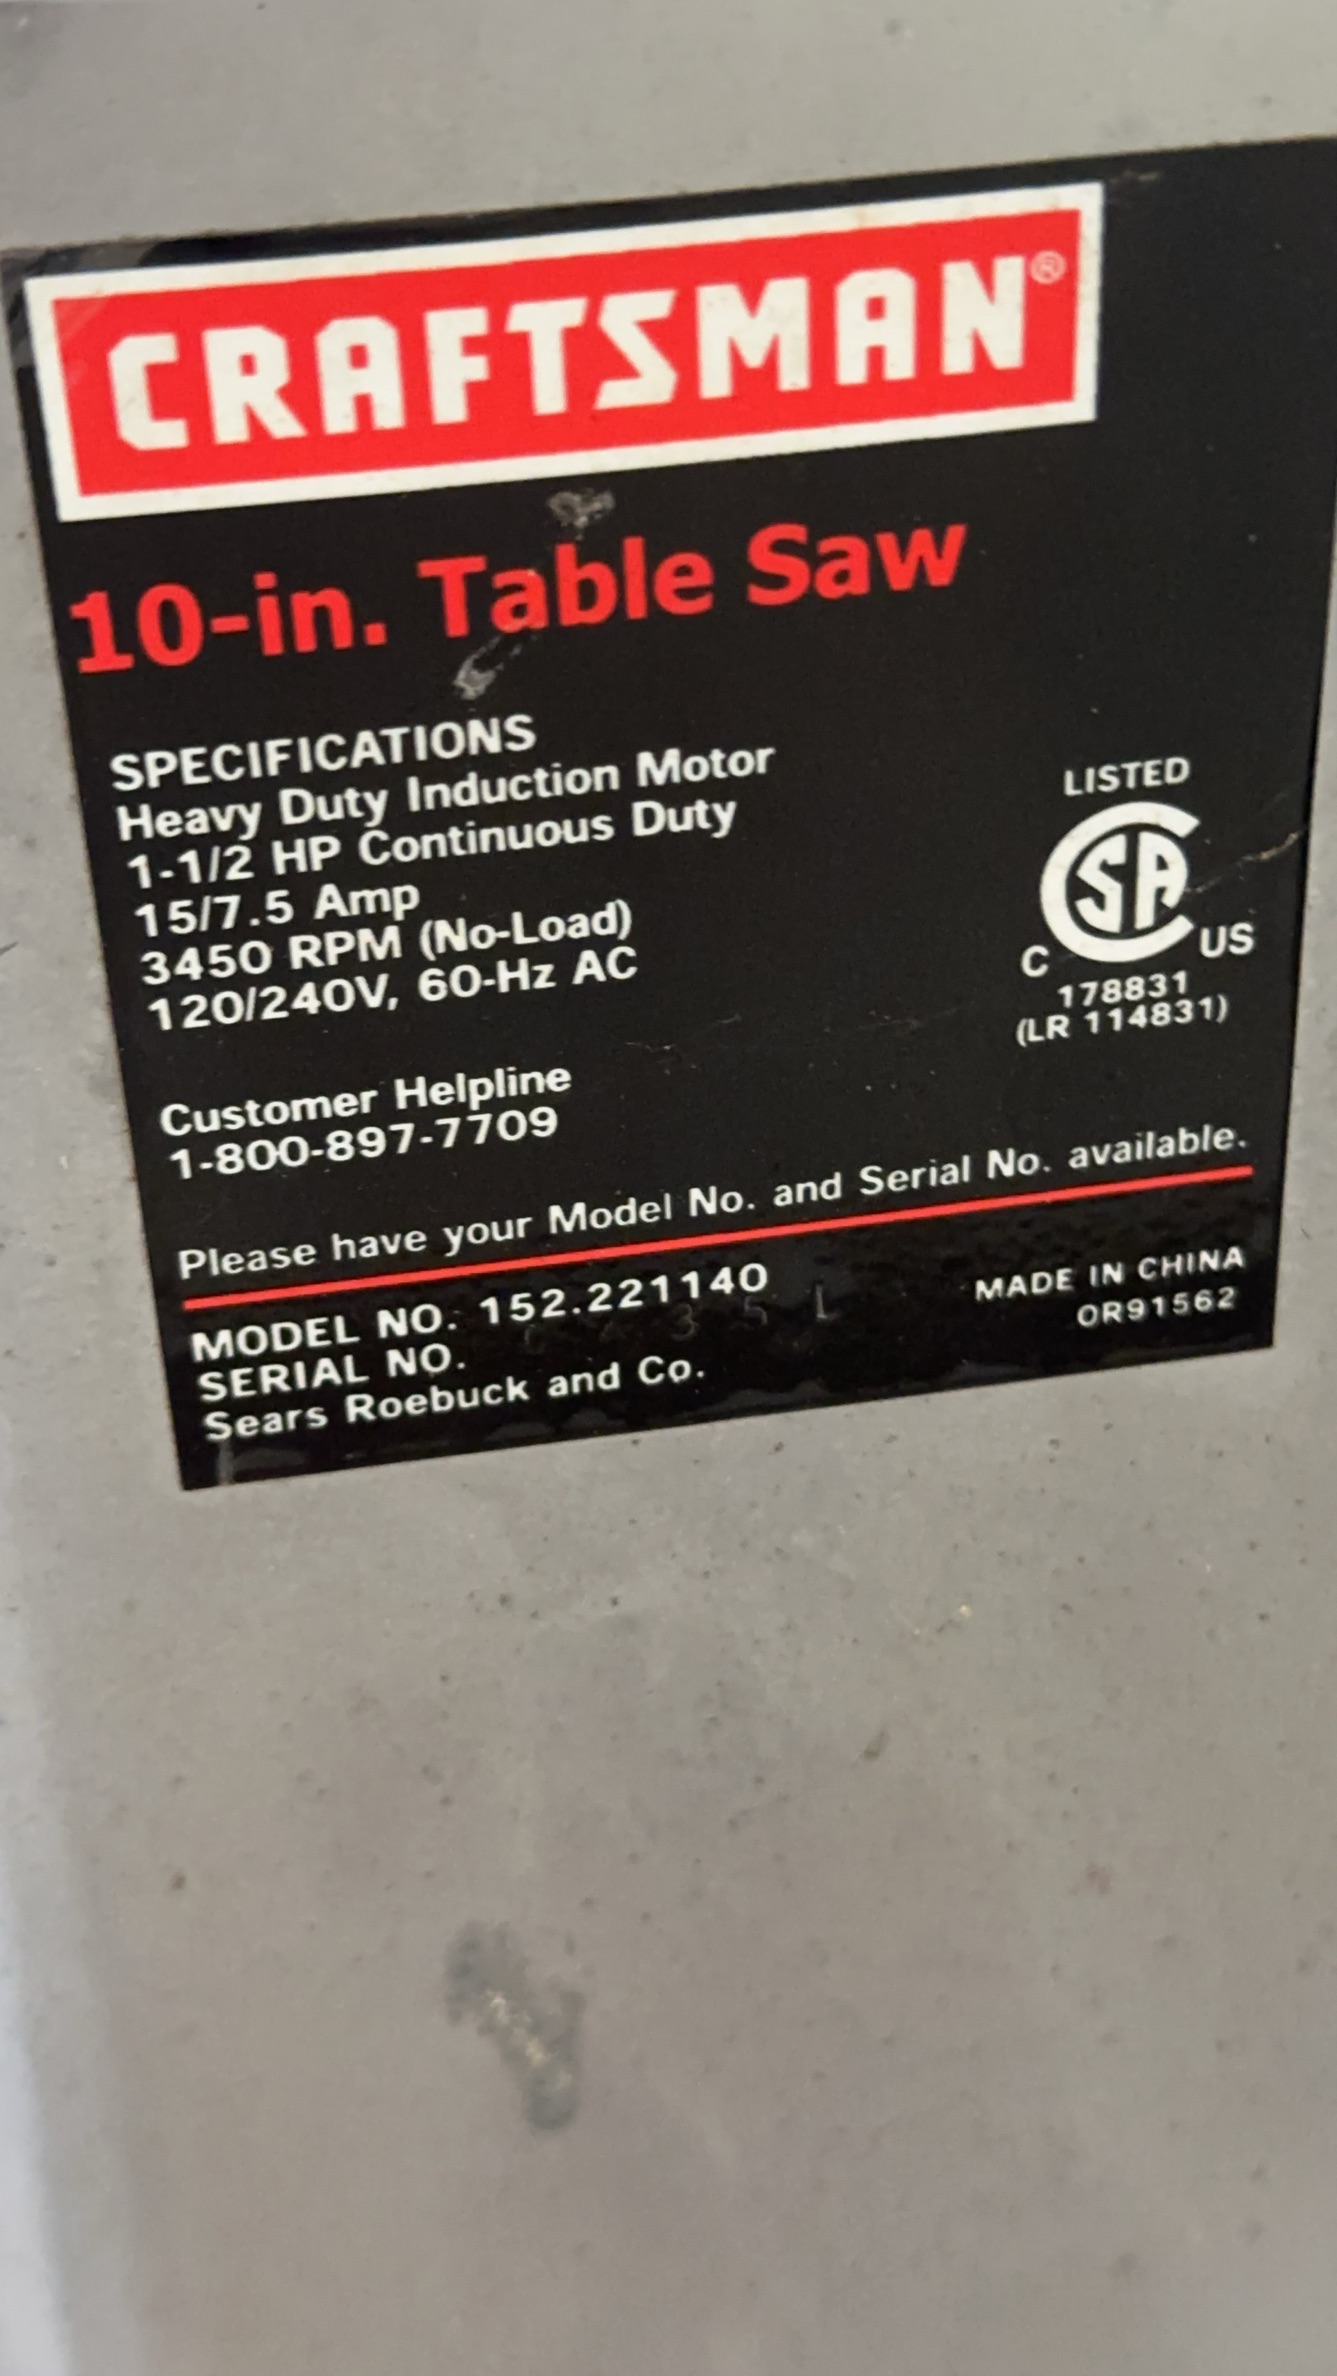 CRAFTSMAN®
10-in. Table Saw
SPECIFICATIONS
Heavy Duty Induction Motor
1-1/2 HP Continuous Duty
15/7.5 Amp
3450 RPM (No-Load)
120/240V, 60-Hz AC
LISTED
SA
C US
178831
(LR 114831)
Customer Helpline
1-800-897-7709
Please have your Model No. and Serial No. available.
MODEL NO. 152.221140
SERIAL NO.
Sears Roebuck and Co.
MADE IN CHINA
OR91562